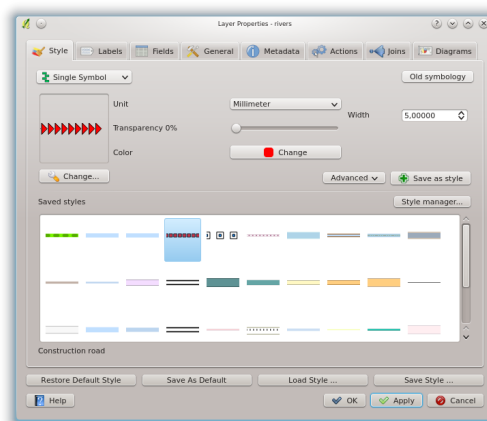 Layer Properties - rivers
Style Labels Fields General Metadata Actions Joins Diagrams
Single Symbol Old symbology
Unit Millimeter
Width 5,00000
Transparency 0%
Color Change
Change... Advanced Save as style
Saved styles Style manager...
Construction road
Restore Default Style Save As Default Load Style ... Save Style ...
Help OK Apply Cancel